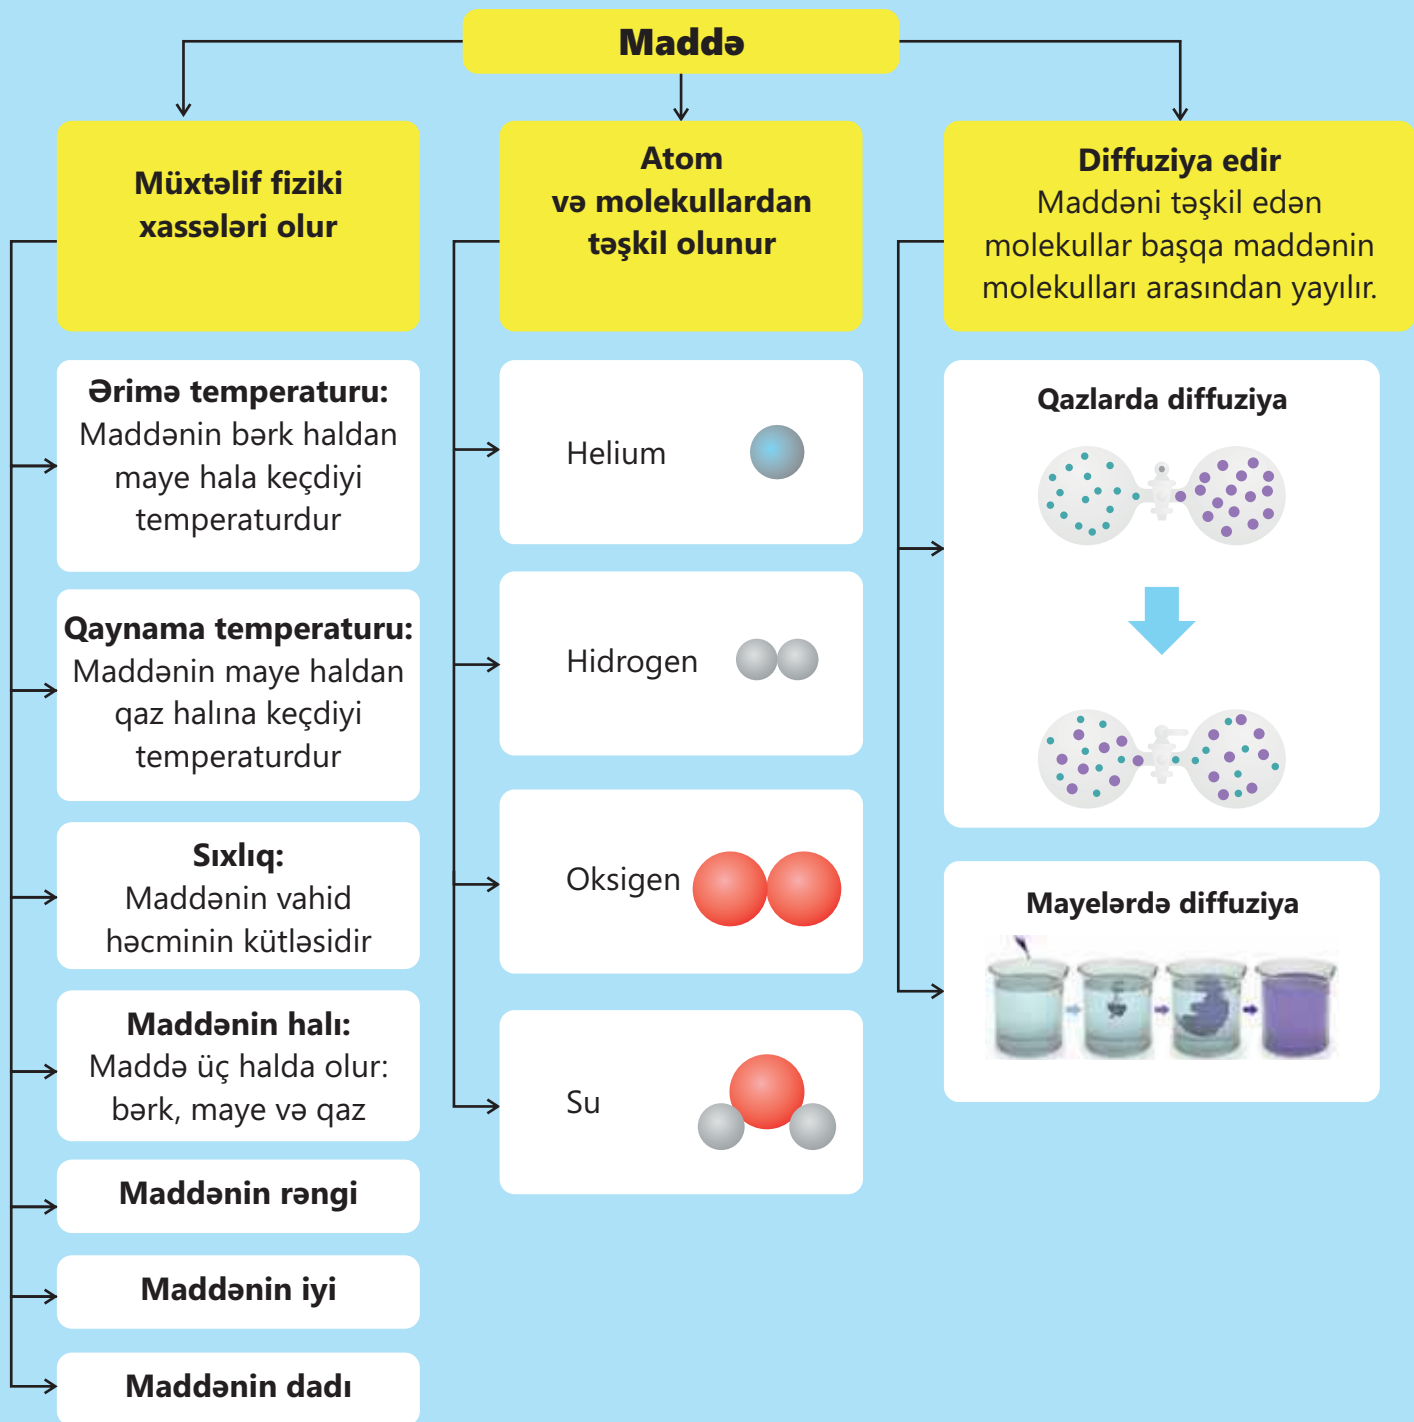 Maddə
Müxtəlif fiziki
xassələri olur
Ərimə temperaturu:
Maddənin bərk haldan
maye hala keçdiyi
temperaturdur
Qaynama temperaturu:
Maddənin maye haldan
qaz halına keçdiyi
temperaturdur
Sıxlıq:
Maddənin vahid
həcminin kütləsidir
Maddənin halı:
Maddə üç halda olur:
bərk, maye və qaz
Maddənin rəngi
Maddənin iyi
Maddənin dadı
Atom
və molekullardan
təşkil olunur
Helium
Hidrogen
Oksigen
Su
Diffuziya edir
Maddəni təşkil edən
molekullar başqa maddənin
molekulları arasından yayılır.
Qazlarda diffuziya
Mayelərdə diffuziya